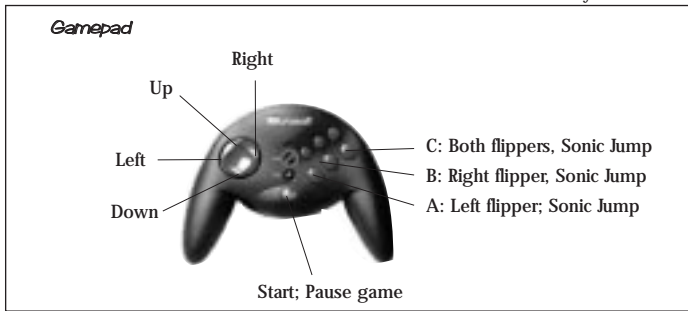 Gamepad
Right
Up
Left
Down
C: Both flippers, Sonic Jump
B: Right flipper, Sonic Jump
A: Left flipper; Sonic Jump
Start; Pause game